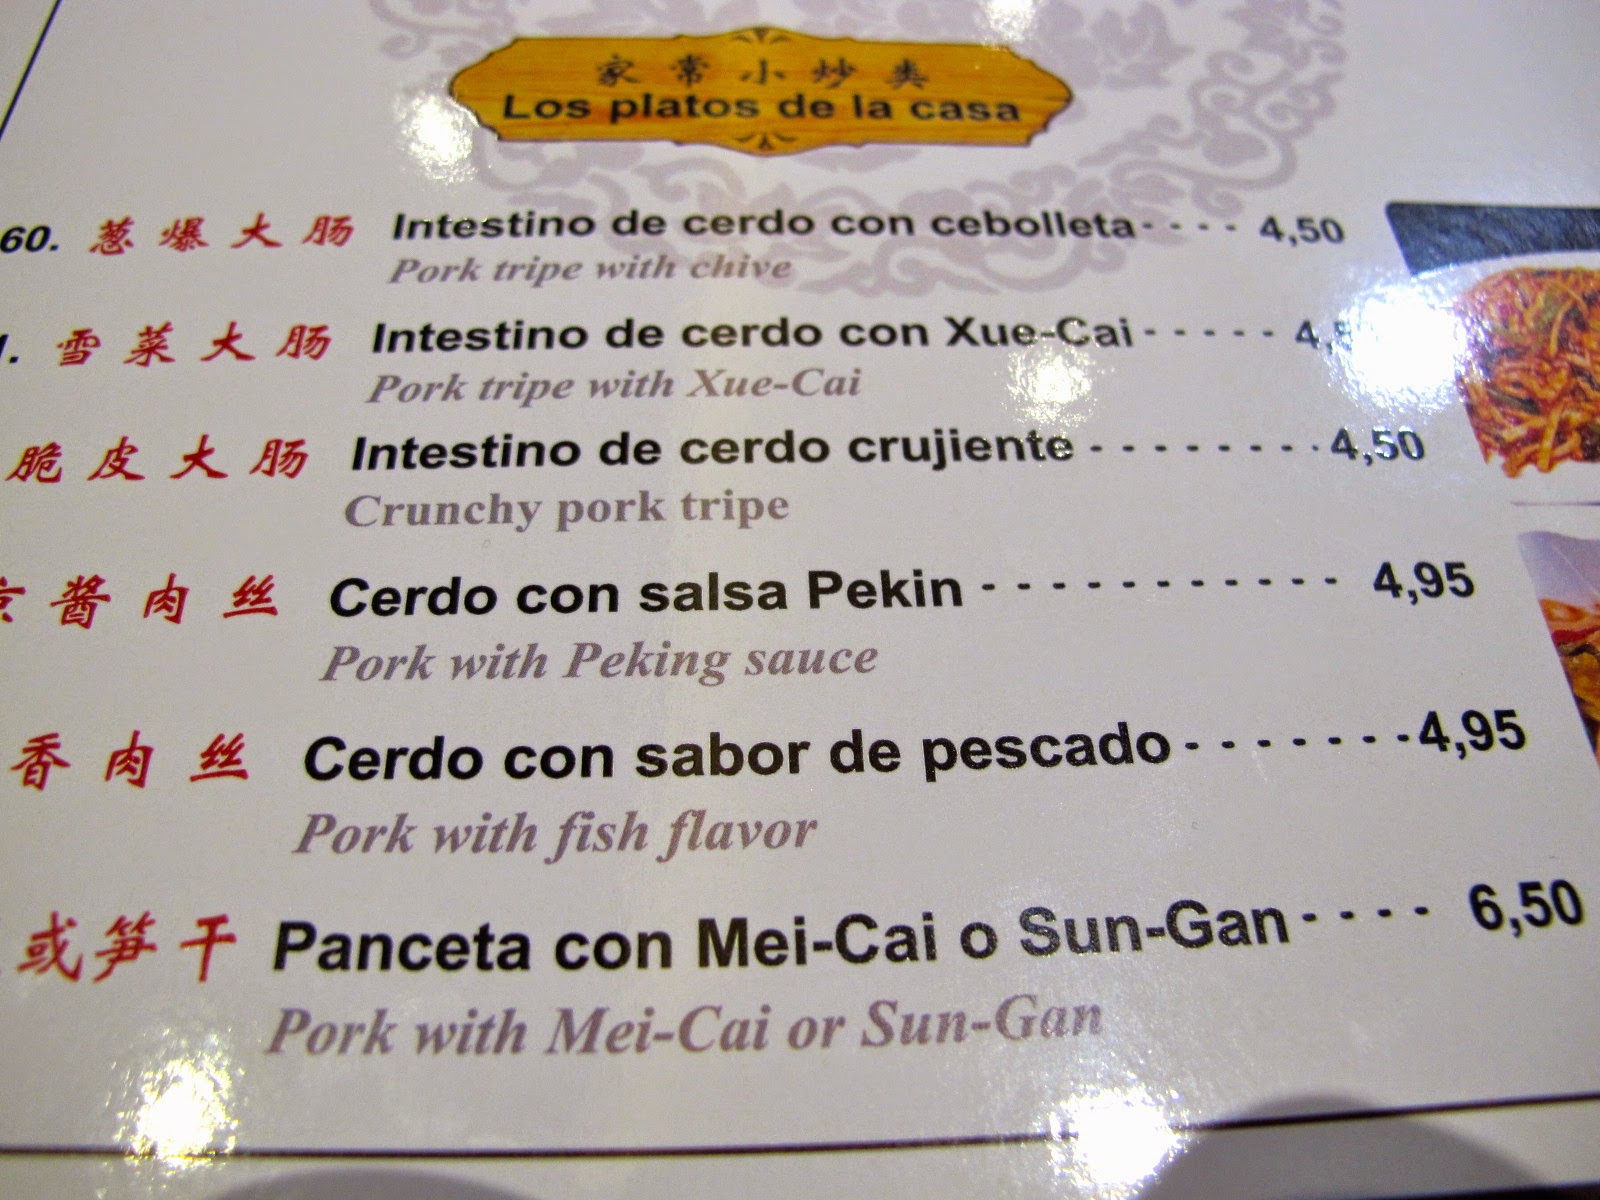 家常小炒类
Los platos de la casa
60. 葱爆大肠 Intestino de cerdo con cebolleta - - - - 4,50
Pork tripe with chive
雪菜大肠 Intestino de cerdo con Xue-Cai - - - - -
Pork tripe with Xue-Cai
脆皮大肠 Intestino de cerdo crujiente - - - - - - - - 4,50
Crunchy pork tripe
京酱肉丝 Cerdo con salsa Pekin - - - - - - - - - - - - - 4,95
Pork with Peking sauce
香肉丝 Cerdo con sabor de pescado - - - - - - - 4,95
Pork with fish flavor
或笋干 Panceta con Mei-Cai o Sun-Gan - - - - 6,50
Pork with Mei-Cai or Sun-Gan